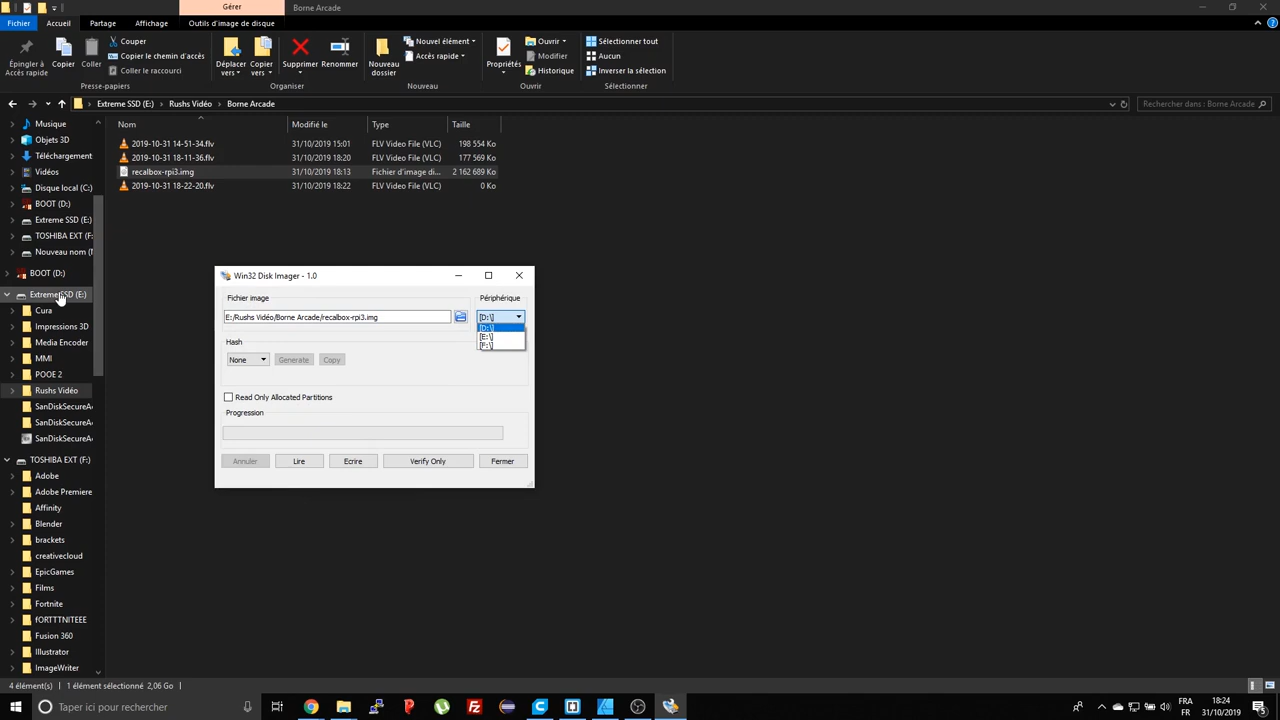 Gérer
Borne Arcade
Fichier
Accueil
Partage
Affichage
Outils d'image de disque
Épingler à
Accès rapide
Copier
Coller
Couper
Copier le chemin d'accès
Coller le raccourci
Presse-papiers
Déplacer
vers
Copier
vers
Supprimer
Renommer
Organiser
Nouveau
dossier
Nouvel élément
Accès rapide
Nouveau
Propriétés
Ouvrir
Modifier
Historique
Ouvrir
Sélectionner tout
Aucun
Inverser la sélection
Sélectionner
Extreme SSD (E:) > Rushs Vidéo > Borne Arcade
Rechercher dans : Borne Arcade
Nom Modifié le Type Taille
2019-10-31 14-51-34.flv 31/10/2019 15:01 FLV Video File (VLC) 198 554 Ko
2019-10-31 18-11-36.flv 31/10/2019 18:20 FLV Video File (VLC) 177 569 Ko
recalbox-rpi3.img 31/10/2019 18:13 Fichier d'image di... 2 162 689 Ko
2019-10-31 18-22-20.flv 31/10/2019 18:22 FLV Video File (VLC) 0 Ko
Musique
Objets 3D
Téléchargement
Vidéos
Disque local (C:)
BOOT (D:)
Extreme SSD (E:)
TOSHIBA EXT (F:
Nouveau nom (
BOOT (D:)
Extreme SSD (E:)
Cura
Impressions 3D
Media Encoder
MMI
POOE 2
Rushs Vidéo
SanDiskSecureA
SanDiskSecureA
SanDiskSecureA
TOSHIBA EXT (F:)
Adobe
Adobe Premiere
Affinity
Blender
brackets
creativecloud
EpicGames
Films
Fortnite
fORTTTNITEEE
Fusion 360
Illustrator
ImageWriter
Win32 Disk Imager - 1.0
Fichier image
Périphérique
E:/Rushs Vidéo/Borne Arcade/recalbox-rpi3.img
[D:\]
[D:\]
[E:\]
[F:\]
Hash
None
Generate
Copy
Read Only Allocated Partitions
Progression
Annuler
Lire
Ecrire
Verify Only
Fermer
4 élément(s)
1 élément sélectionné 2,06 Go
Taper ici pour rechercher
FRA
FR
18:24
31/10/2019